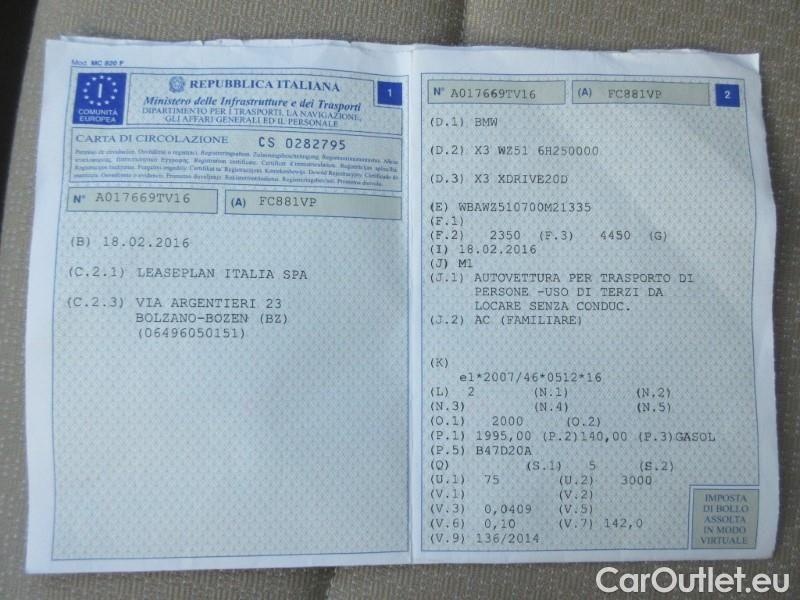 Mod. MC 820 F
I
COMUNITÀ
EUROPEA
REPUBBLICA ITALIANA
1
Ministero delle Infrastrutture e dei Trasporti
DIPARTIMENTO PER I TRASPORTI, LA NAVIGAZIONE,
GLI AFFARI GENERALI ED IL PERSONALE
CARTA DI CIRCOLAZIONE CS 0282795
N° A017669TV16 (A) FC881VP
(B) 18.02.2016
(C.2.1) LEASEPLAN ITALIA SPA
(C.2.3) VIA ARGENTIERI 23
BOLZANO-BOZEN (BZ)
(06496050151)
N° A017669TV16 (A) FC881VP 2
(D.1) BMW
(D.2) X3 WZ51 6H250000
(D.3) X3 XDRIVE20D
(E) WBAWZ510700M21335
(F.1)
(F.2) 2350 (F.3) 4450 (G)
(I) 18.02.2016
(J) M1
(J.1) AUTOVETTURA PER TRASPORTO DI
PERSONE -USO DI TERZI DA
LOCARE SENZA CONDUC.
(J.2) AC (FAMILIARE)
(K)
e1*2007/46*0512*16
(L) 2 (N.1) (N.2)
(N.3) (N.4) (N.5)
(O.1) 2000 (O.2)
(P.1) 1995,00 (P.2)140,00 (P.3)GASOL
(P.5) B47D20A
(Q) (S.1) 5 (S.2)
(U.1) 75 (U.2) 3000
(V.1) (V.2)
(V.3) 0,0409 (V.5)
(V.6) 0,10 (V.7) 142,0
(V.9) 136/2014
IMPOSTA
DI BOLLO
ASSOLTA
IN MODO
VIRTUALE
CarOutlet.eu